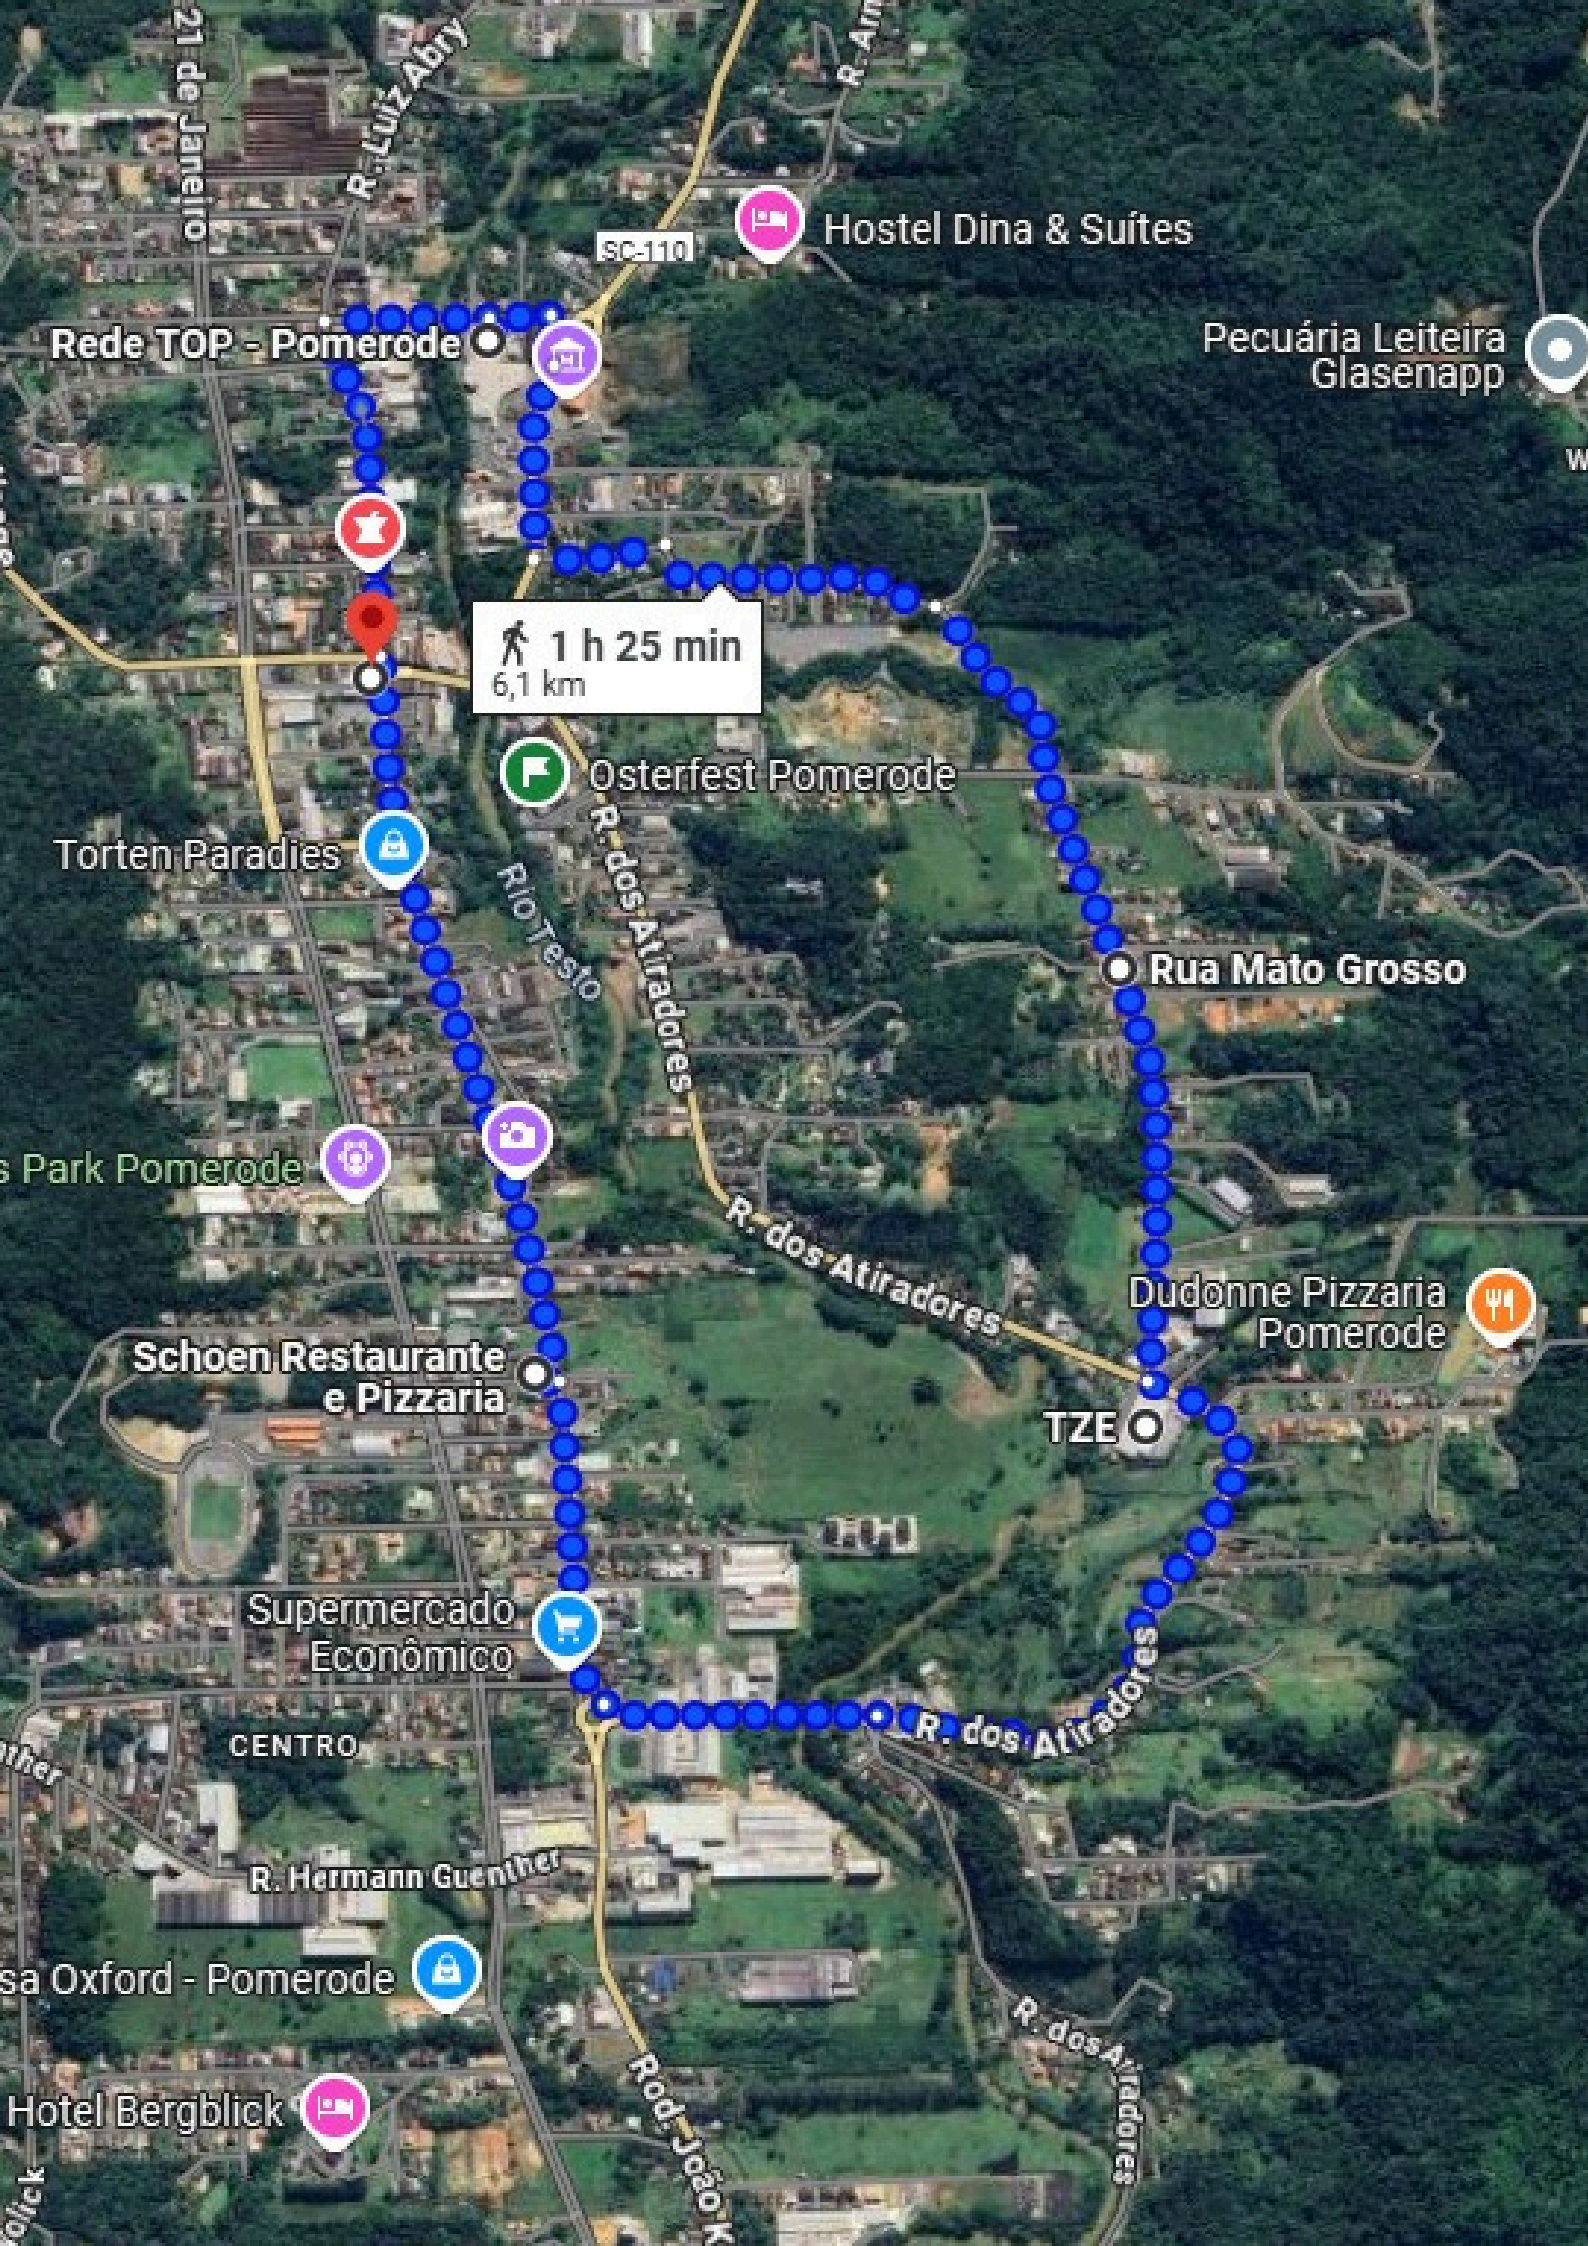 21 de Janeiro
R. Luiz Abry
SC-110
Hostel Dina & Suítes
Rede TOP - Pomerode
Pecuária Leiteira
Glasenapp
W
1 h 25 min
6,1 km
Osterfest Pomerode
Torten Paradies
R. dos Atiradores
Rio Testo
Rua Mato Grosso
s Park Pomerode
R. dos Atiradores
Dudonne Pizzaria
Pomerode
Schoen Restaurante
e Pizzaria
TZE
Supermercado
Econômico
R. dos Atiradores
CENTRO
nther
R. Hermann Guenther
sa Oxford - Pomerode
R. dos Atiradores
Hotel Bergblick
Rod. João K
olick